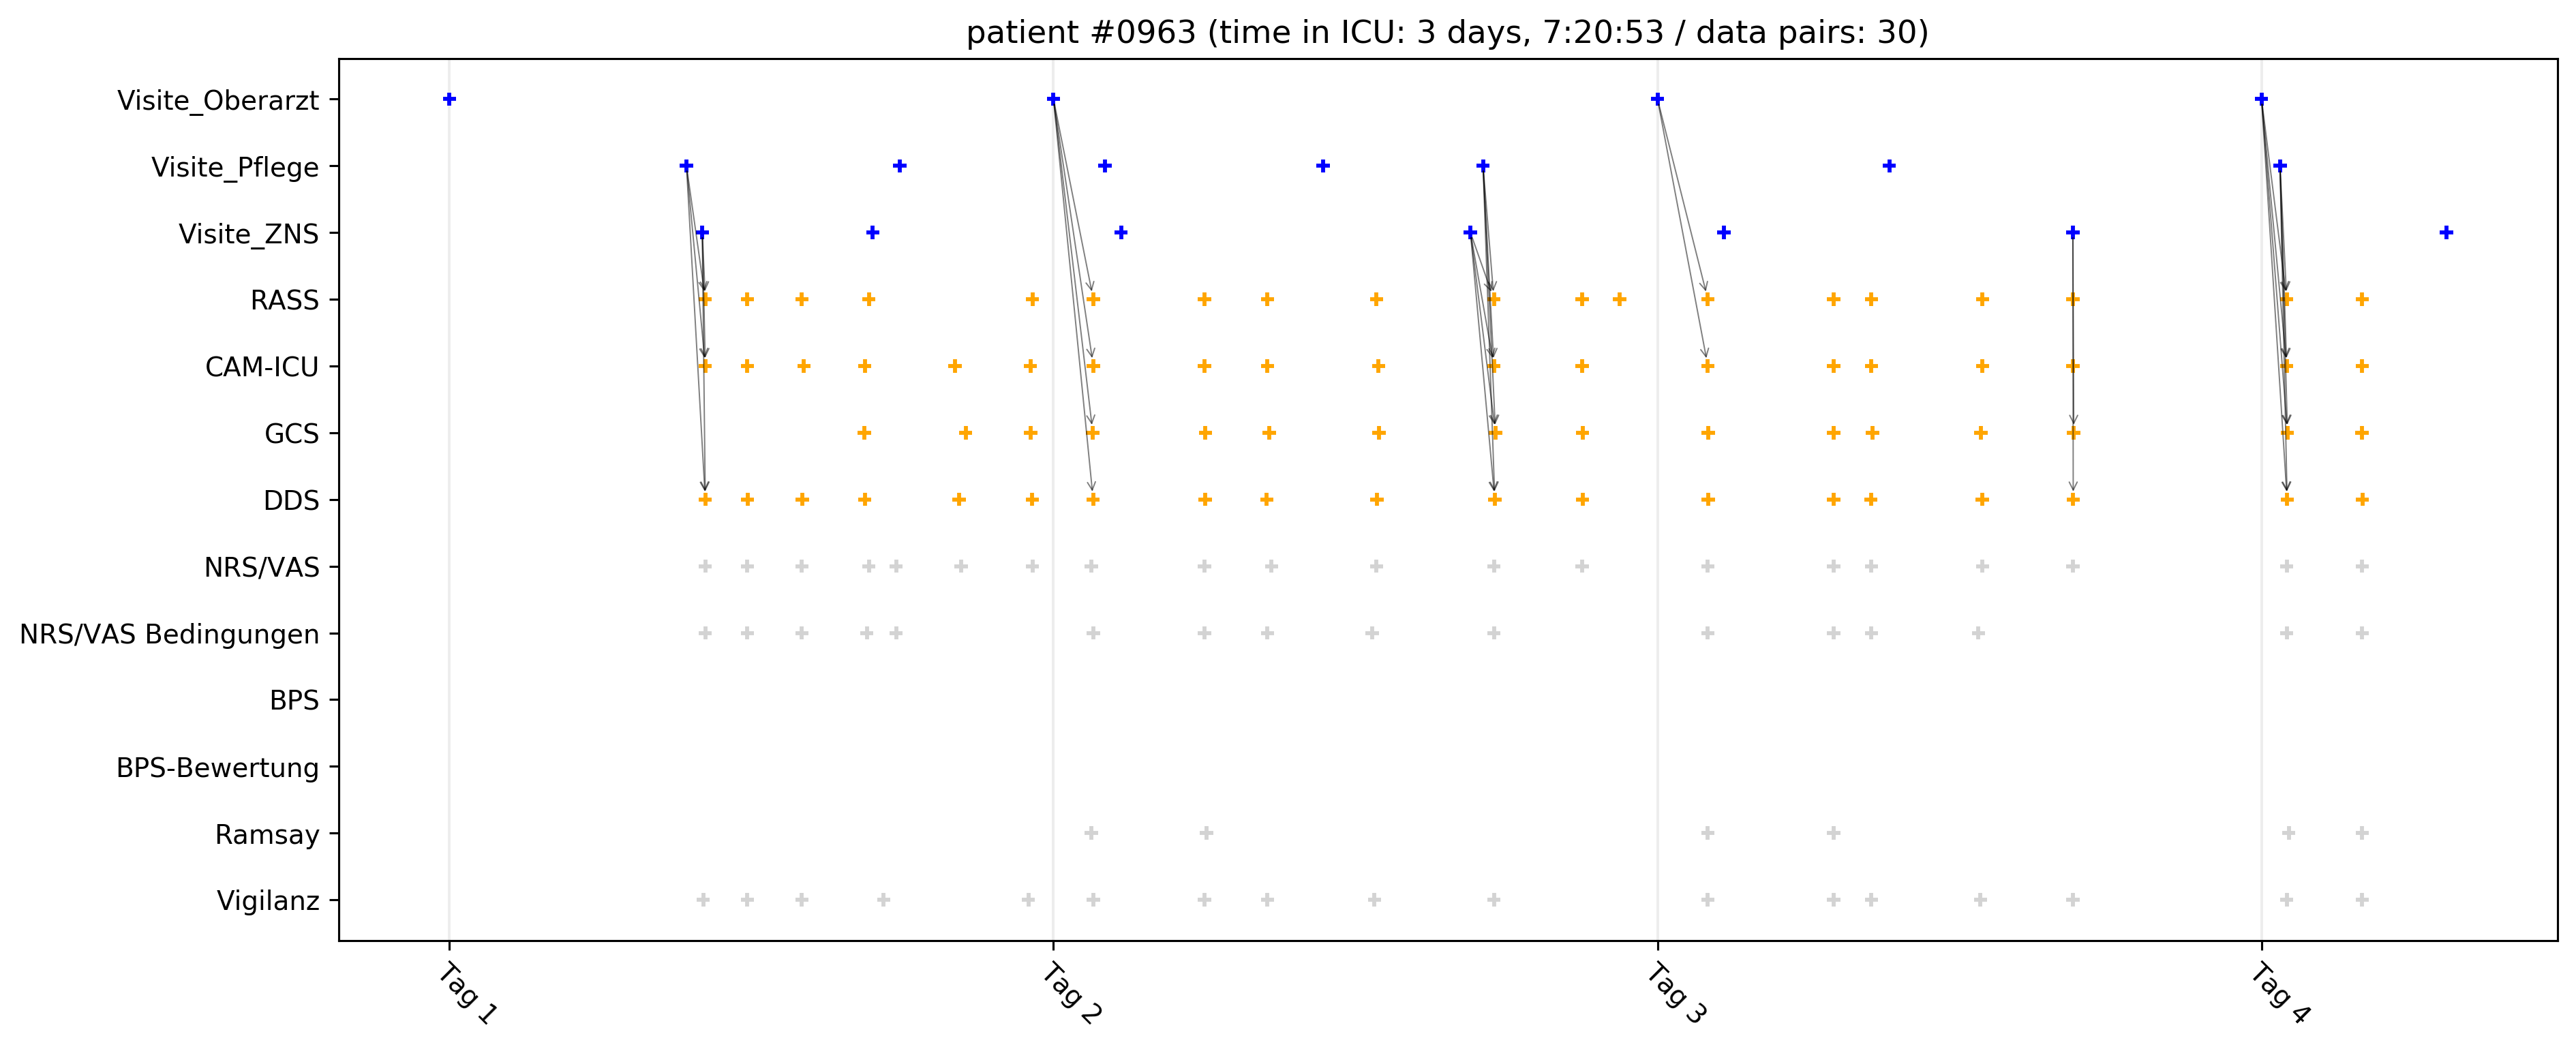 patient #0963 (time in ICU: 3 days, 7:20:53 / data pairs: 30)
Visite_Oberarzt
Visite_Pflege
Visite_ZNS
RASS
CAM-ICU
GCS
DDS
NRS/VAS
NRS/VAS Bedingungen
BPS
BPS-Bewertung
Ramsay
Vigilanz
Tag 1
Tag 2
Tag 3
Tag 4